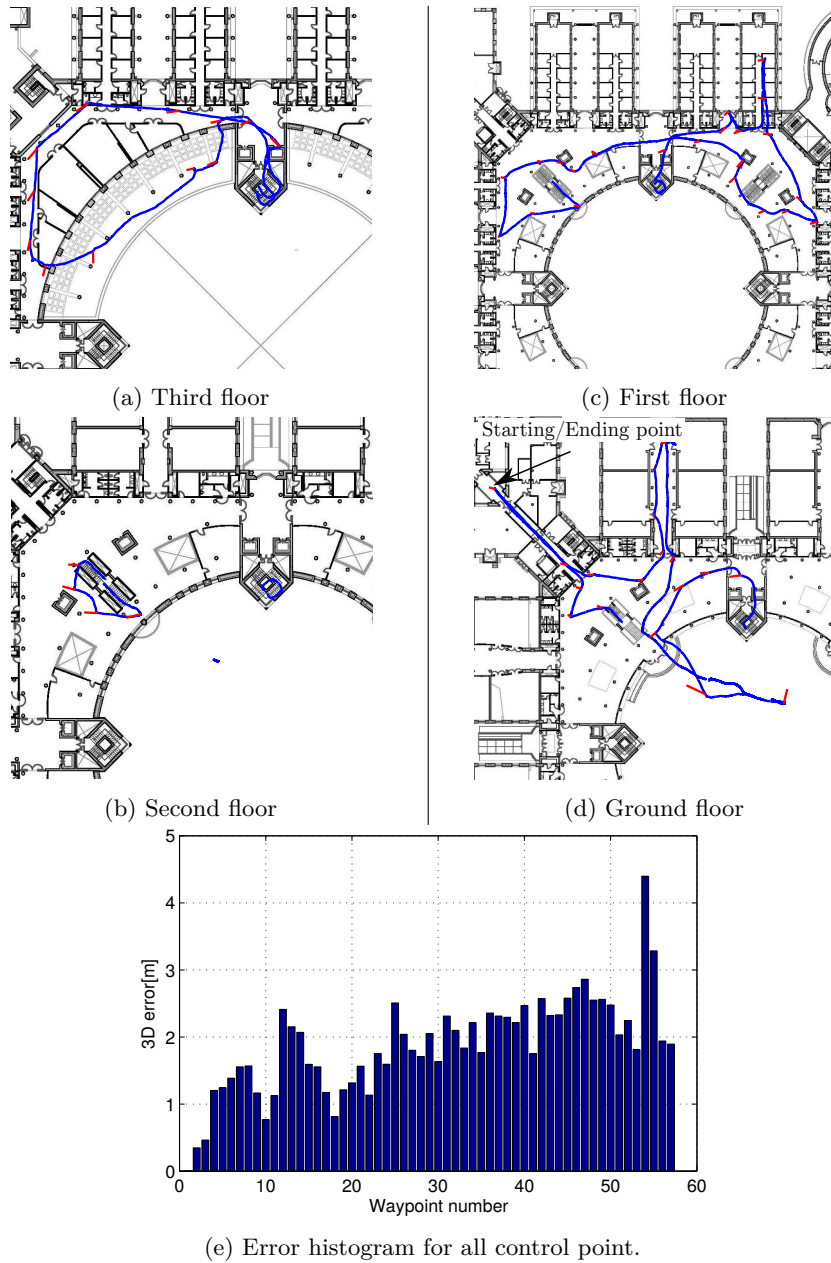 (a) Third floor
(c) First floor
Starting/Ending point
(b) Second floor
(d) Ground floor
5
4
3
2
1
0
3D error[m]
0 10 20 30 40 50 60
Waypoint number
(e) Error histogram for all control point.